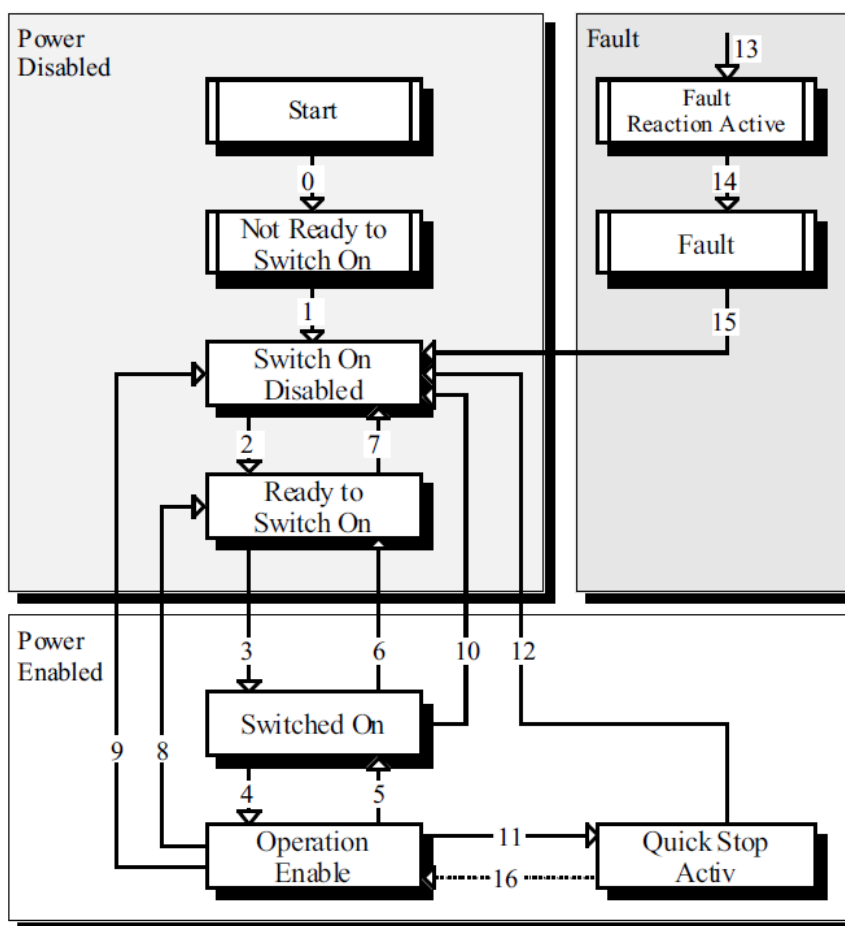 Power
Disabled
Fault
13
Start
Fault
Reaction Active
0
14
Not Ready to
Switch On
Fault
1
15
Switch On
Disabled
2
7
Ready to
Switch On
Power
Enabled
3
6
10
12
Switched On
9
8
4
5
Operation
Enable
11
16
Quick Stop
Activ